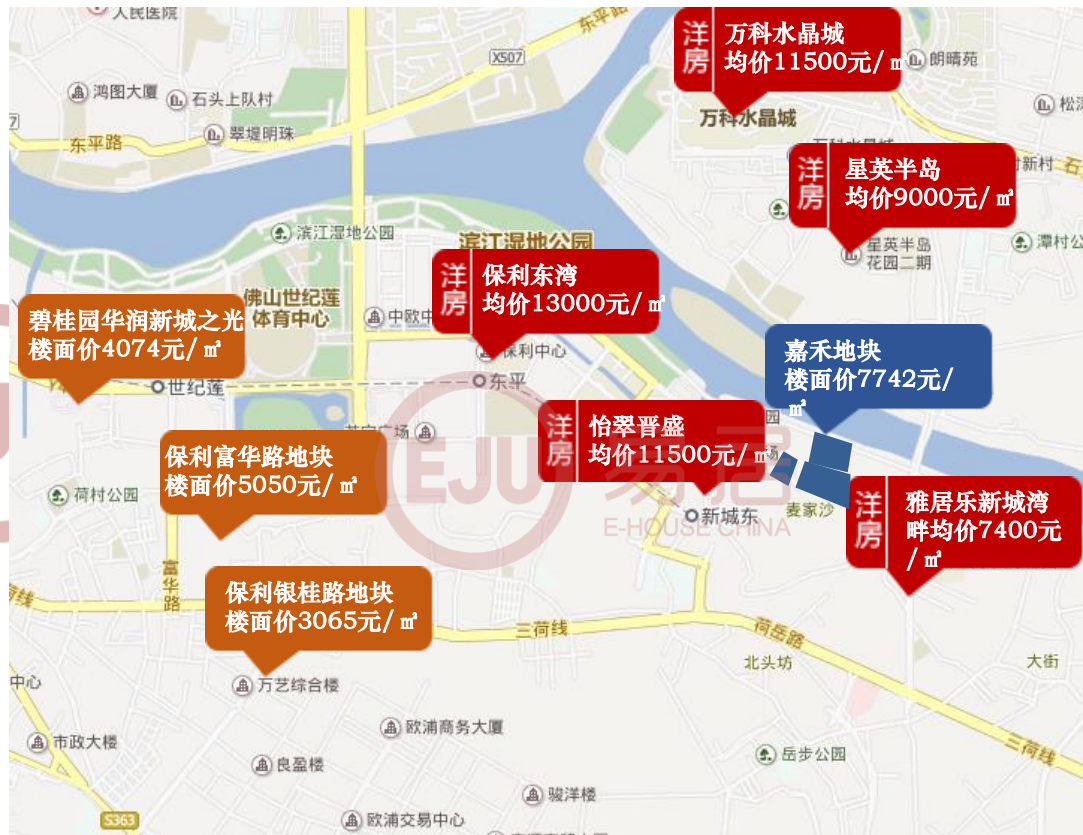 人民医院
洋房
万科水晶城
均价11500元/㎡
X507
东平路
朗晴苑
鸿图大厦
石头上队村
翠堤明珠
东平路
万科水晶城
洋房
星英半岛
均价9000元/㎡
滨江湿地公园
滨江湿地公园
星英半岛
花园二期
洋房
保利东湾
均价13000元/㎡
佛山世纪莲
体育中心
碧桂园华润新城之光
楼面价4074元/㎡
保利中心
嘉禾地块
楼面价7742元/
㎡
世纪莲
东平
洋房
怡翠晋盛
均价11500元/㎡
保利富华路地块
楼面价5050元/㎡
EJU
易居
E-HOUSE CHINA
荷村公园
新城东
麦家沙
洋房
雅居乐新城湾
畔均价7400元
/㎡
富华路
保利银桂路地块
楼面价3065元/㎡
三荷线
荷岳路
北头坊
大街
中心
万艺综合楼
欧浦商务大厦
市政大楼
良盈楼
岳步公园
三荷线
骏洋楼
S363
欧浦交易中心